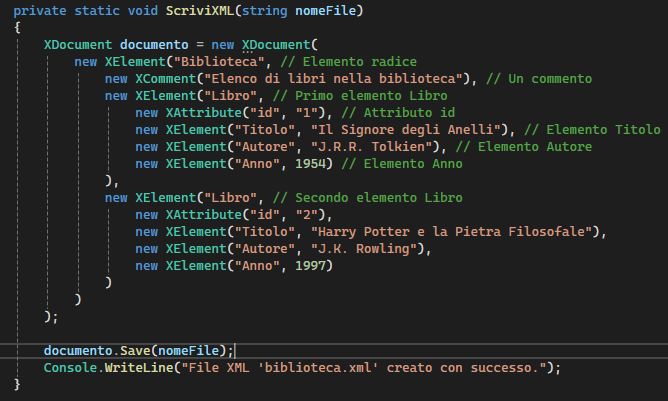 private static void ScriviXML(string nomeFile)
{
    XDocument documento = new XDocument(
        new XElement("Biblioteca", // Elemento radice
            new XComment("Elenco di libri nella biblioteca"), // Un commento
            new XElement("Libro", // Primo elemento Libro
                new XAttribute("id", "1"), // Attributo id
                new XElement("Titolo", "Il Signore degli Anelli"), // Elemento Titolo
                new XElement("Autore", "J.R.R. Tolkien"), // Elemento Autore
                new XElement("Anno", 1954) // Elemento Anno
            ),
            new XElement("Libro", // Secondo elemento Libro
                new XAttribute("id", "2"),
                new XElement("Titolo", "Harry Potter e la Pietra Filosofale"),
                new XElement("Autore", "J.K. Rowling"),
                new XElement("Anno", 1997)
            )
        )
    );

    documento.Save(nomeFile);
    Console.WriteLine("File XML 'biblioteca.xml' creato con successo.");
}